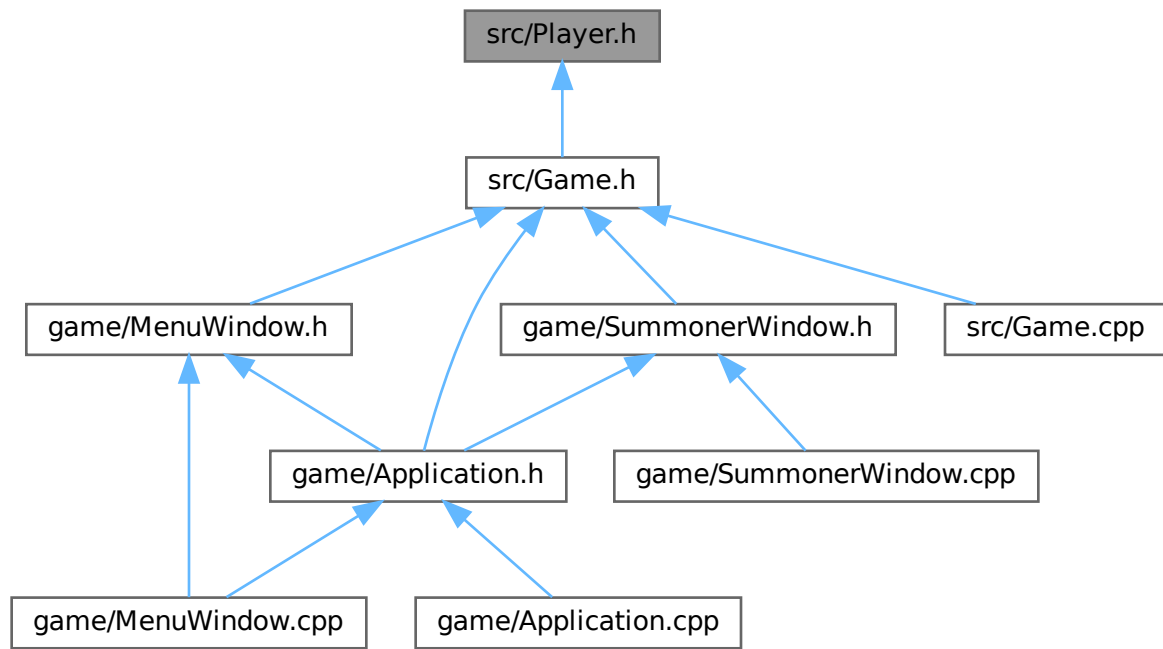 src/Player.h
src/Game.h
game/MenuWindow.h
game/SummonerWindow.h
src/Game.cpp
game/Application.h
game/SummonerWindow.cpp
game/MenuWindow.cpp
game/Application.cpp